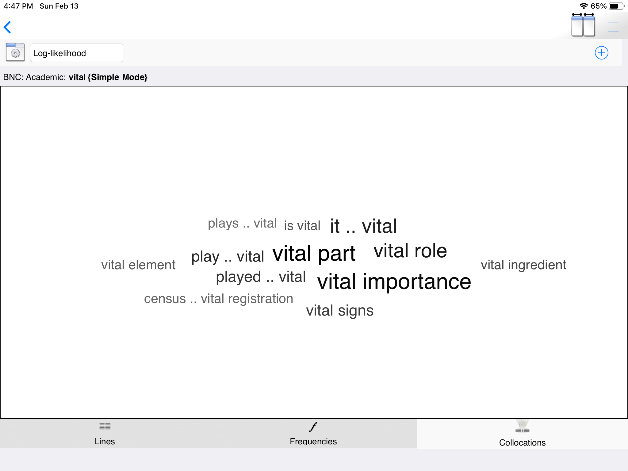 4:47 PM Sun Feb 13
65%
Log-likelihood
BNC: Academic: vital (Simple Mode)
plays .. vital
is vital
it .. vital
vital element
play .. vital
vital part
vital role
vital ingredient
played .. vital
vital importance
census .. vital registration
vital signs
Lines
Frequencies
Collocations